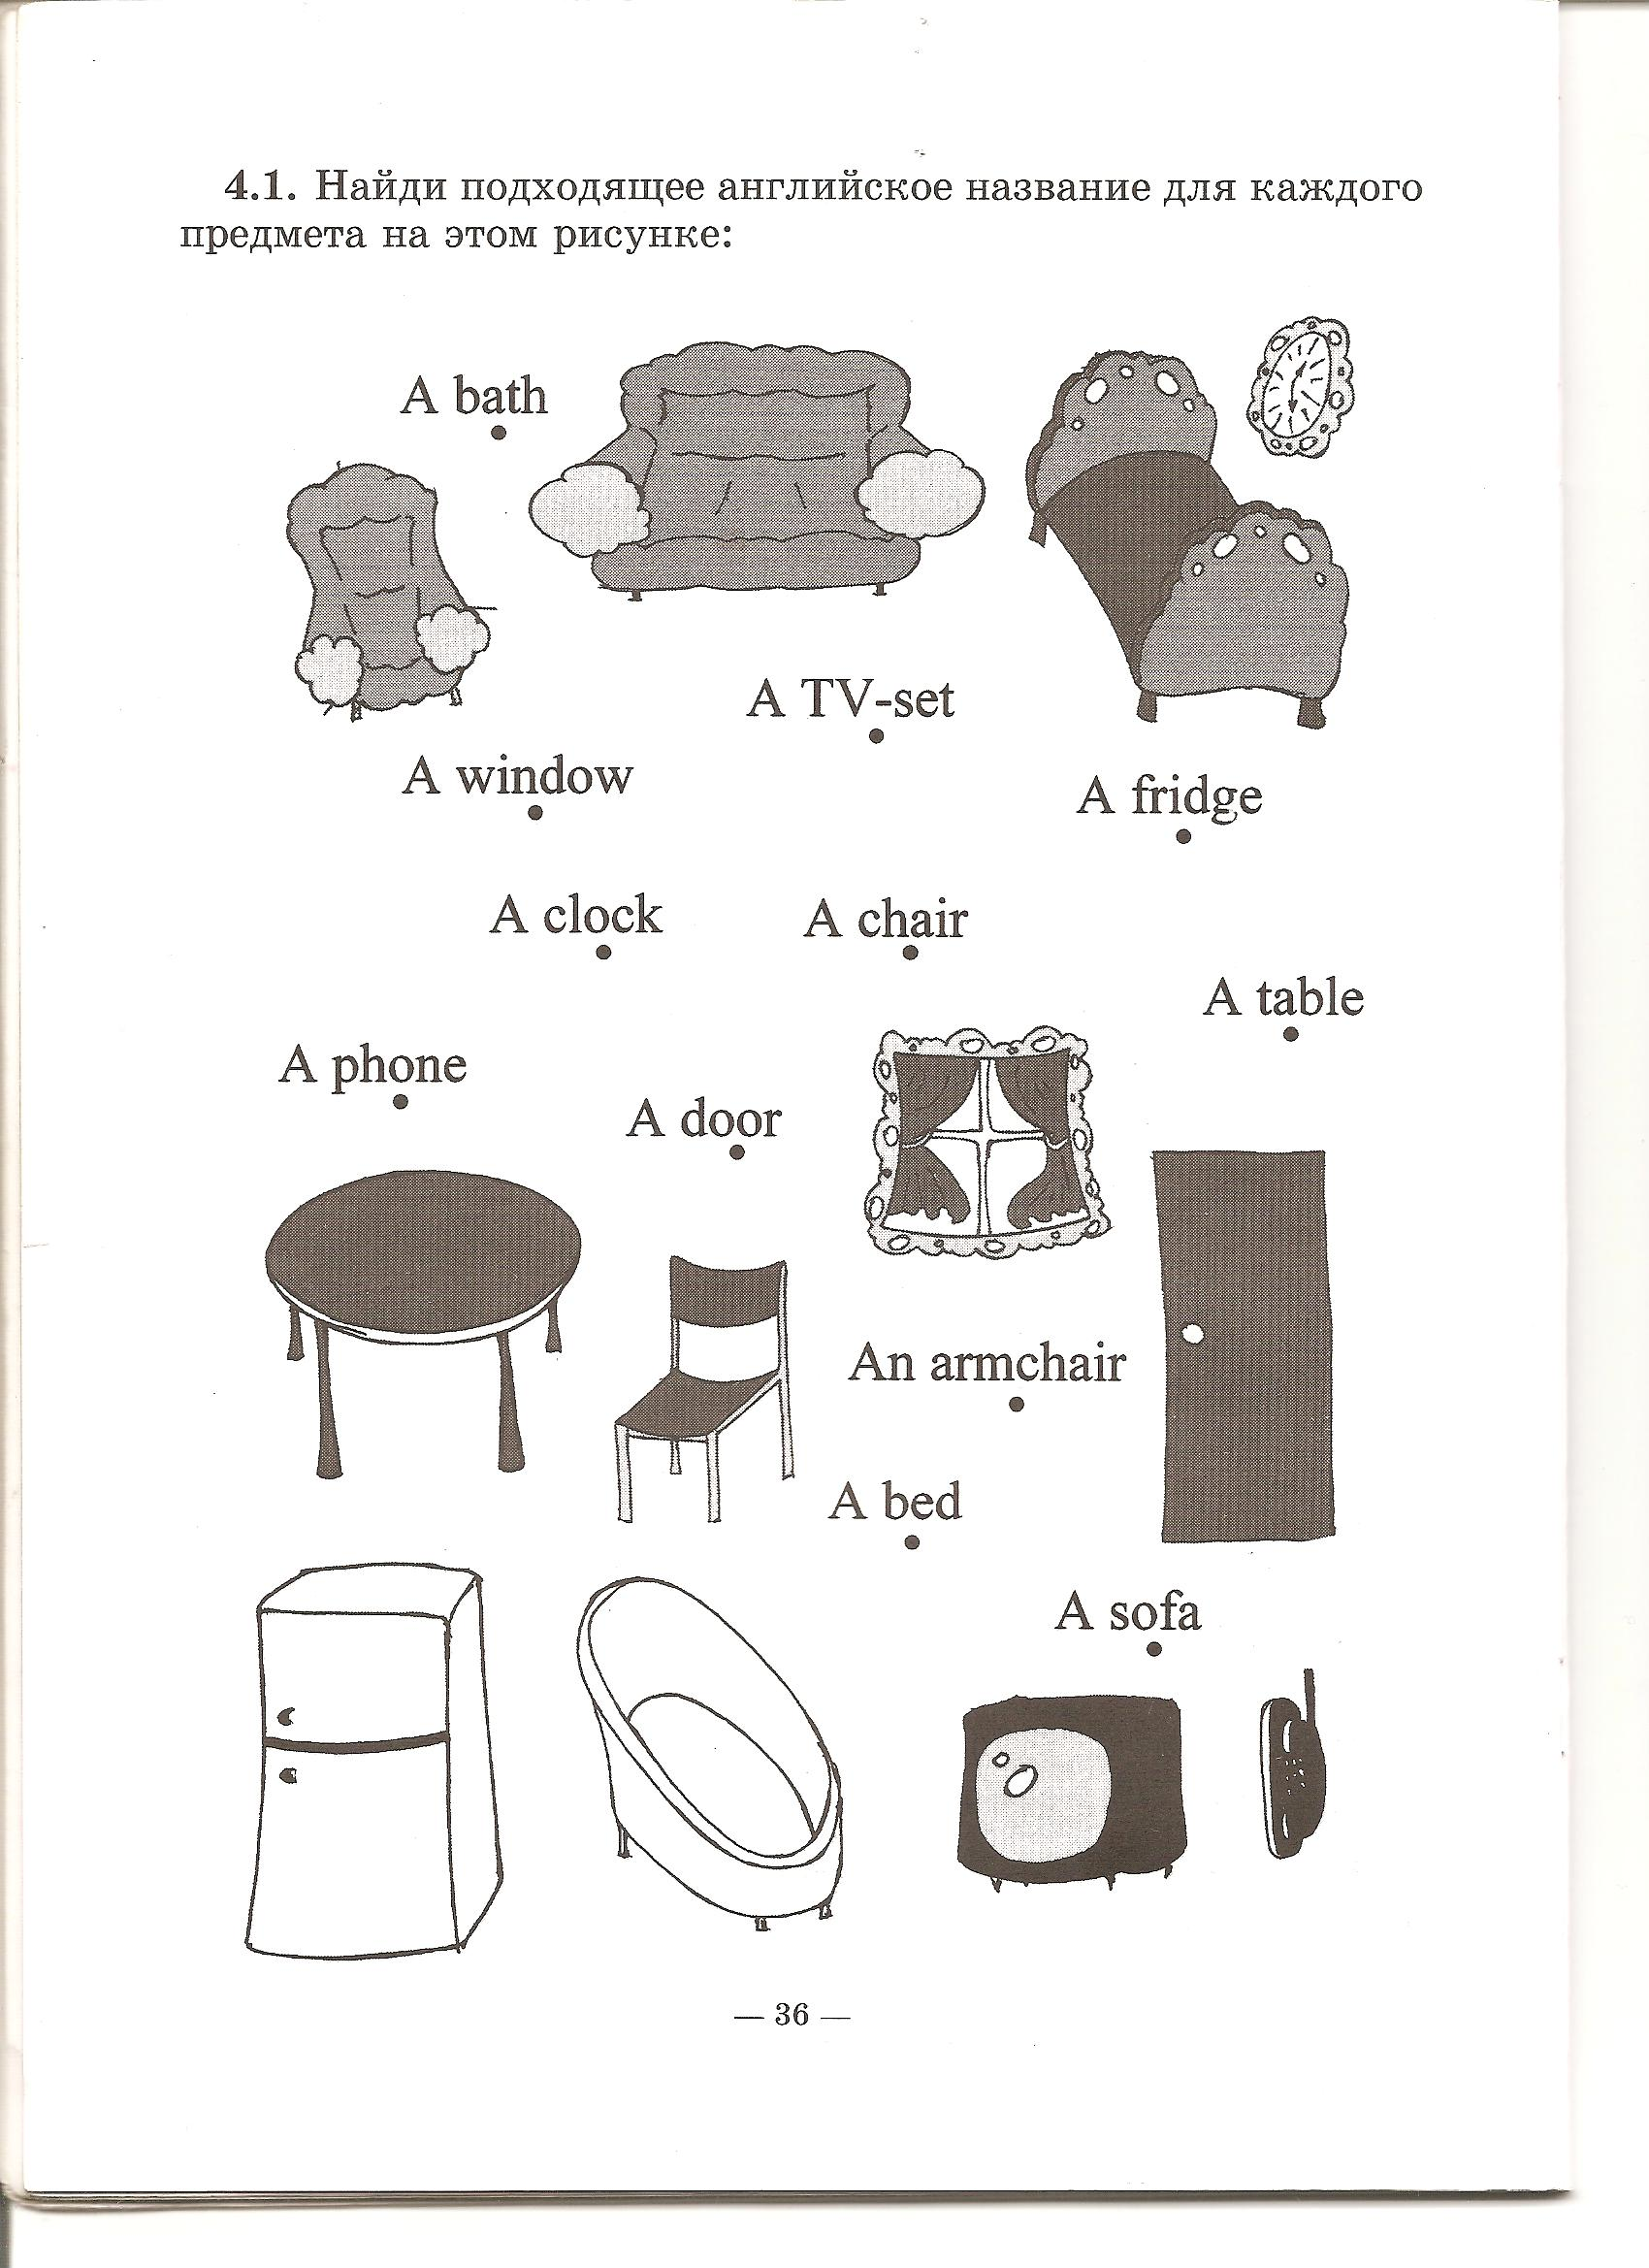 4.1. Найди подходящее английское название для каждого
предмета на этом рисунке:
A bath
A TV-set
A window
A fridge
A clock
A chair
A table
A phone
A door
An armchair
A bed
A sofa
— 36 —